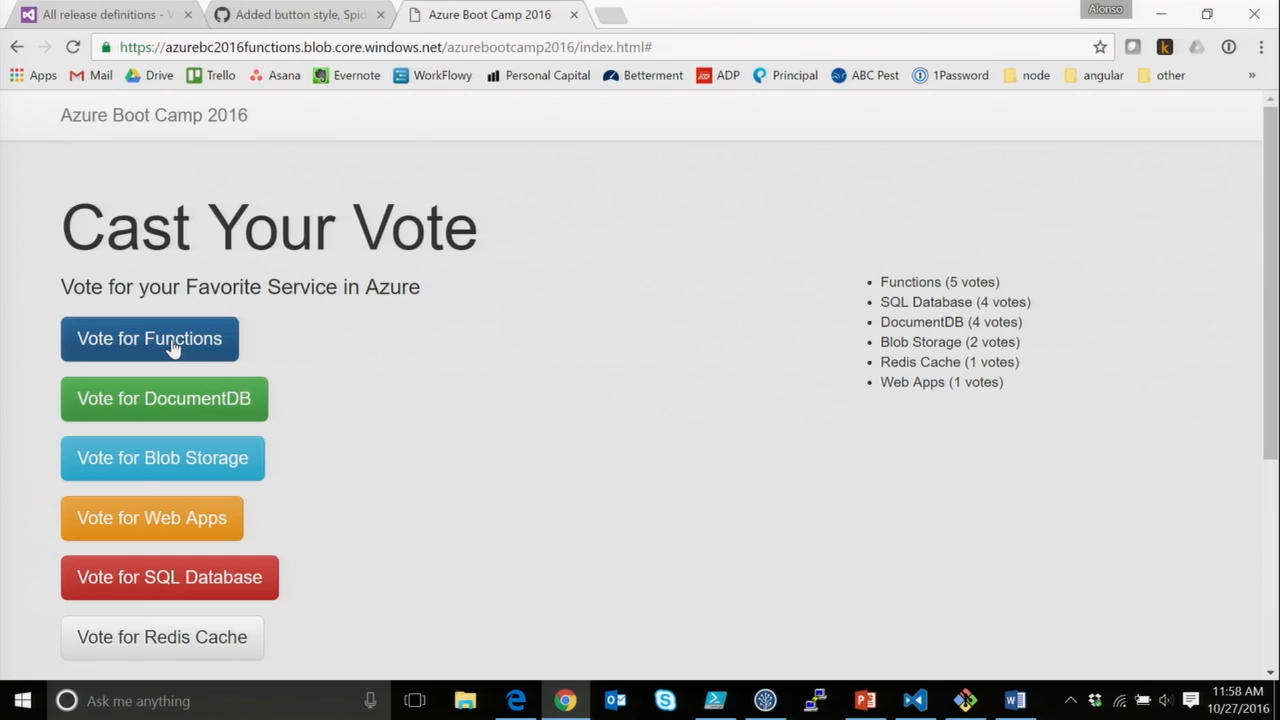 All release definitions - V
Added button style, Spid
Azure Boot Camp 2016
Alonso
https://azurebc2016functions.blob.core.windows.net/azurebootcamp2016/index.html#
Apps Mail Drive Trello Asana Evernote WorkFlowy Personal Capital Betterment ADP Principal ABC Pest 1Password node angular other »
Azure Boot Camp 2016
Cast Your Vote
Vote for your Favorite Service in Azure
Vote for Functions
Vote for DocumentDB
Vote for Blob Storage
Vote for Web Apps
Vote for SQL Database
Vote for Redis Cache
Functions (5 votes)
SQL Database (4 votes)
DocumentDB (4 votes)
Blob Storage (2 votes)
Redis Cache (1 votes)
Web Apps (1 votes)
Ask me anything
11:58 AM
10/27/2016